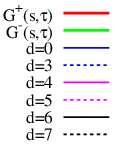 G⁺(s,τ)
G⁻(s,τ)
d=0
d=3
d=4
d=5
d=6
d=7